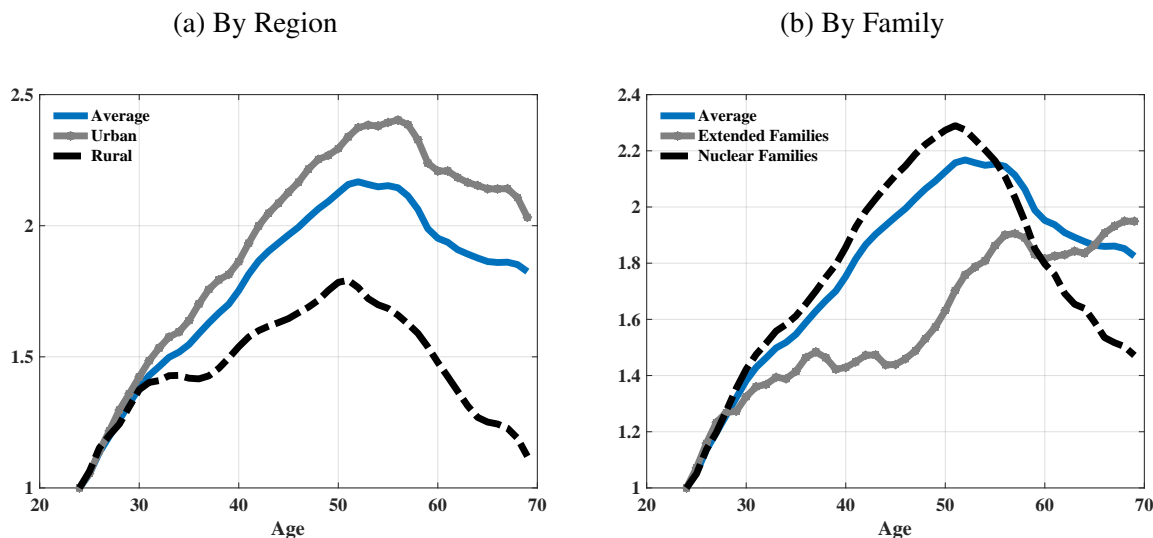 (a) By Region
2.5
2
1.5
1
20 30 40 50 60 70
Age
Average
Urban
Rural
(b) By Family
2.4
2.2
2
1.8
1.6
1.4
1.2
1
20 30 40 50 60 70
Age
Average
Extended Families
Nuclear Families